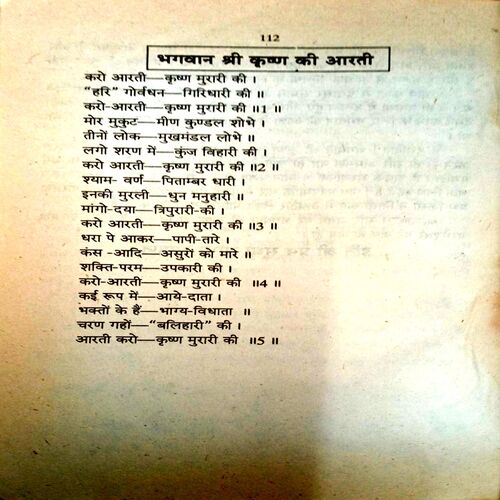 112
भगवान श्री कृष्ण की आरती
करो आरती—कृष्ण मुरारी की ।
“हरि” गोर्वधन—गिरिधारी की ॥
करो-आरती—कृष्ण मुरारी की ॥1 ॥
मोर मुकुट—मीण कुण्डल शोभे ।
तीनों लोक—मुखमंडल लोभे ॥
लगो शरण में—कुंज विहारी की ।
करो आरती—कृष्ण मुरारी की ॥2 ॥
श्याम- वर्ण—पिताम्बर धारी ।
इनकी मुरली—धुन मनुहारी ॥
मांगो-दया—त्रिपुरारी-की ।
करो आरती—कृष्ण मुरारी की ॥3 ॥
धरा पे आकर—पापी-तारे ।
कंस -आदि—असुरों को मारे ॥
शक्ति-परम—उपकारी की ।
करो-आरती—कृष्ण मुरारी की ॥4 ॥
कई रूप में—आये-दाता ।
भक्तों के हैं—भाग्य-विधाता ॥
चरण गहों—“बलिहारी” की ।
आरती करो—कृष्ण मुरारी की ॥5 ॥